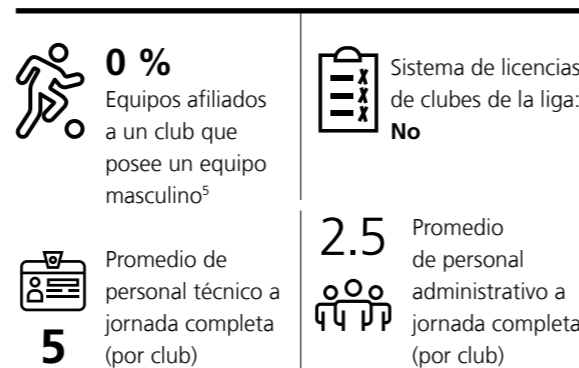 0 %
Equipos afiliados
a un club que
posee un equipo
masculino⁵
Sistema de licencias
de clubes de la liga:
No
5
Promedio de
personal técnico a
jornada completa
(por club)
2.5
Promedio
de personal
administrativo a
jornada completa
(por club)